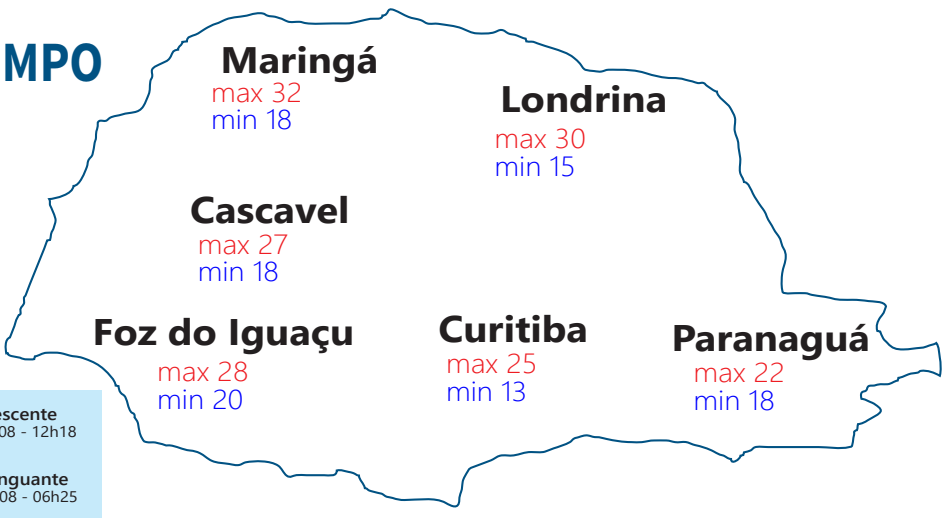 MPO
Maringá
max 32
min 18
Londrina
max 30
min 15
Cascavel
max 27
min 18
Foz do Iguaçu
max 28
min 20
Curitiba
max 25
min 13
Paranaguá
max 22
min 18
escente
08 - 12h18
nguante
08 - 06h25